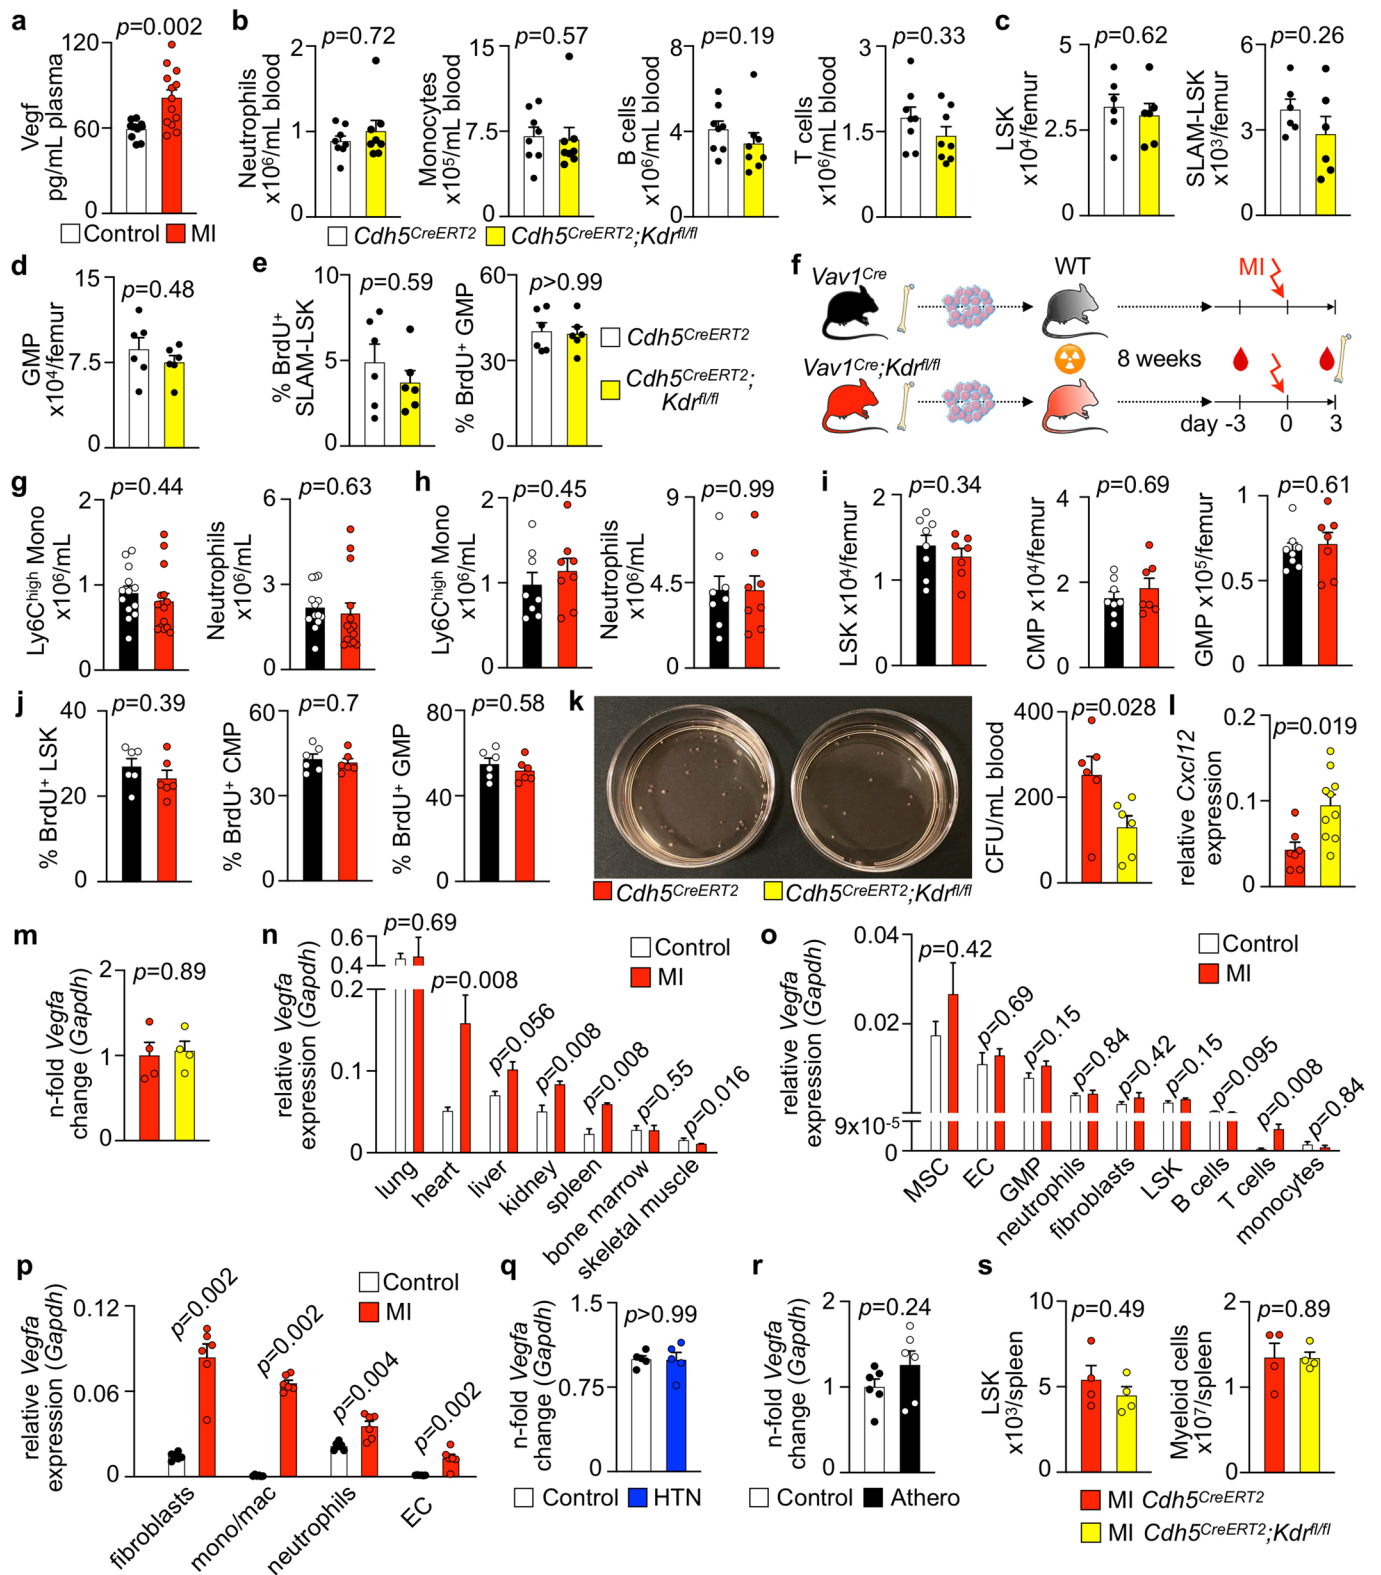 a
p=0.002
Vegf
pg/mL plasma
120
60
0
Control MI
b
p=0.72
Neutrophils
x10⁶/mL blood
2
1
0
p=0.57
Monocytes
x10⁵/mL blood
15
7.5
0
p=0.19
B cells
x10⁶/mL blood
8
4
0
p=0.33
T cells
x10⁶/mL blood
3
1.5
0
Cdh5CreERT2 Cdh5CreERT2;Kdrfl/fl
c
p=0.62
LSK
x10⁴/femur
5
2.5
0
p=0.26
SLAM-LSK
x10³/femur
6
3
0
d
p=0.48
GMP
x10⁴/femur
15
7.5
0
e
p=0.59
% BrdU⁺
SLAM-LSK
10
5
0
p>0.99
% BrdU⁺ GMP
60
30
0
Cdh5CreERT2
Cdh5CreERT2;
Kdrfl/fl
f
Vav1Cre
WT
MI
Vav1Cre;Kdrfl/fl
8 weeks
day -3 0 3
g
p=0.44
Ly6Chigh Mono
x10⁶/mL
2
1
0
p=0.63
Neutrophils
x10⁶/mL
6
3
0
h
p=0.45
Ly6Chigh Mono
x10⁶/mL
2
1
0
p=0.99
Neutrophils
x10⁶/mL
9
4.5
0
i
p=0.34
LSK x10⁴/femur
2
1
0
p=0.69
CMP x10⁴/femur
4
2
0
p=0.61
GMP x10⁵/femur
1
0.5
0
j
p=0.39
% BrdU⁺ LSK
40
20
0
p=0.7
% BrdU⁺ CMP
60
30
0
p=0.58
% BrdU⁺ GMP
80
40
0
k
Cdh5CreERT2 Cdh5CreERT2;Kdrfl/fl
p=0.028
CFU/mL blood
400
200
0
l
p=0.019
relative Cxcl12
expression
0.2
0.1
0
m
p=0.89
n-fold Vegfa
change (Gapdh)
2
1
0
n
relative Vegfa
expression (Gapdh)
0.6
0.4
0.2
0.1
0
p=0.69
p=0.008
p=0.056
p=0.008
p=0.008
p=0.55
p=0.016
Control
MI
lung
heart
liver
kidney
spleen
bone marrow
skeletal muscle
o
relative Vegfa
expression (Gapdh)
0.04
0.02
9x10⁻⁵
0
p=0.42
p=0.69
p=0.15
p=0.84
p=0.42
p=0.15
p=0.095
p=0.008
p=0.84
Control
MI
MSC
EC
GMP
neutrophils
fibroblasts
LSK
B cells
T cells
monocytes
p
relative Vegfa
expression (Gapdh)
0.12
0.06
0
p=0.002
p=0.002
p=0.004
p=0.002
Control
MI
fibroblasts
mono/mac
neutrophils
EC
q
p>0.99
n-fold Vegfa
change (Gapdh)
1.5
0.75
0
Control HTN
r
p=0.24
n-fold Vegfa
change (Gapdh)
2
1
0
Control Athero
s
p=0.49
LSK
x10³/spleen
10
5
0
p=0.89
Myeloid cells
x10⁷/spleen
2
1
0
MI Cdh5CreERT2
MI Cdh5CreERT2;Kdrfl/fl